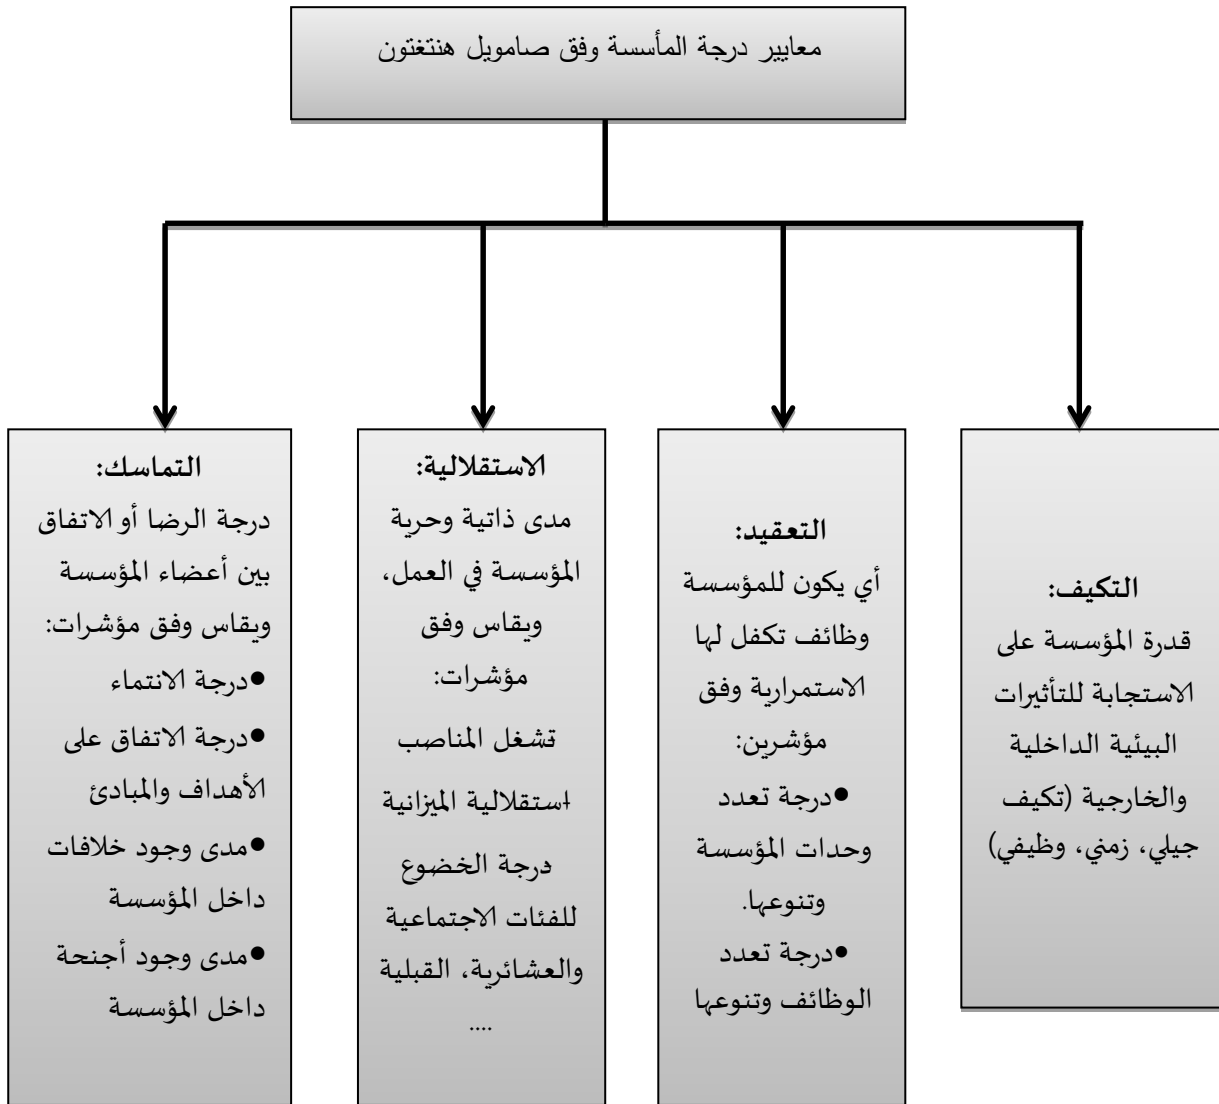 معايير درجة المأسسة وفق صامويل هنتغتون
التكيف:
قدرة المؤسسة على
الاستجابة للتأثيرات
البيئية الداخلية
والخارجية (تكيف
جيلي، زمني، وظيفي)
التعقيد:
أي يكون للمؤسسة
وظائف تكفل لها
الاستمرارية وفق
مؤشرين:
●درجة تعدد
وحدات المؤسسة
وتنوعها.
●درجة تعدد
الوظائف وتنوعها
الاستقلالية:
مدى ذاتية وحرية
المؤسسة في العمل،
ويقاس وفق
مؤشرات:
تشغل المناصب
استقلالية الميزانية
درجة الخضوع
للفئات الاجتماعية
والعشائرية، القبلية
....
التماسك:
درجة الرضا أو الاتفاق
بين أعضاء المؤسسة
ويقاس وفق مؤشرات:
●درجة الانتماء
●درجة الاتفاق على
الأهداف والمبادئ
●مدى وجود خلافات
داخل المؤسسة
●مدى وجود أجنحة
داخل المؤسسة